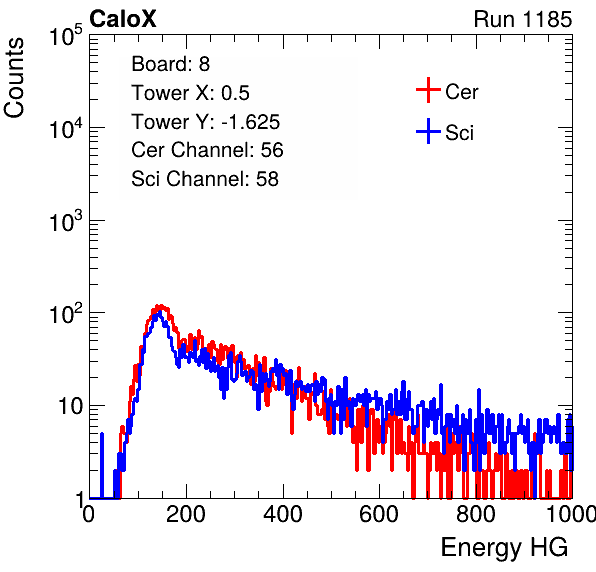 CaloX
Run 1185
Counts
10^5
10^4
10^3
10^2
10
1
Board: 8
Tower X: 0.5
Tower Y: -1.625
Cer Channel: 56
Sci Channel: 58
Cer
Sci
0 200 400 600 800 1000
Energy HG